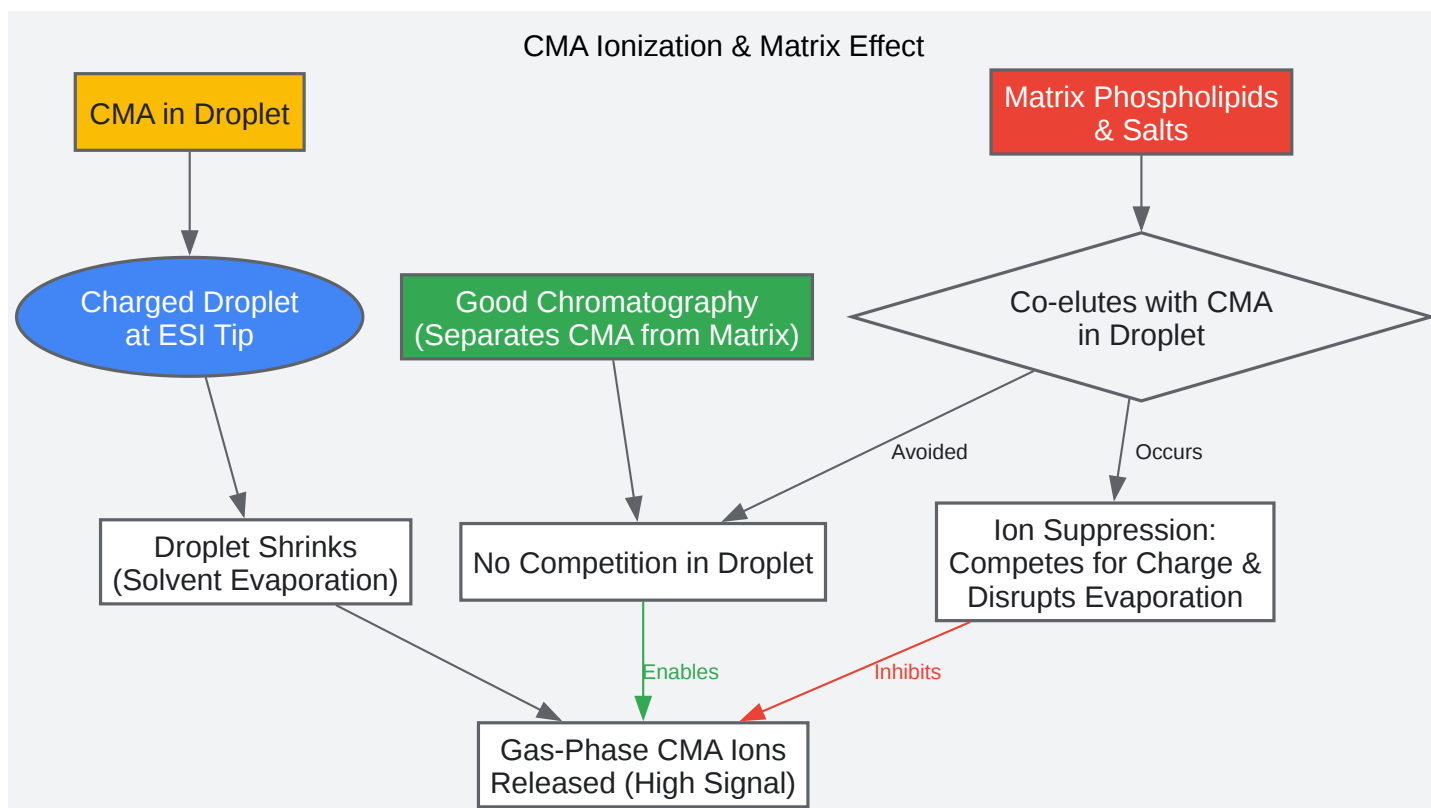 CMA Ionization & Matrix Effect
CMA in Droplet
Matrix Phospholipids
& Salts
Charged Droplet
at ESI Tip
Good Chromatography
(Separates CMA from Matrix)
Co-elutes with CMA
in Droplet
Avoided
Occurs
Droplet Shrinks
(Solvent Evaporation)
No Competition in Droplet
Ion Suppression:
Competes for Charge &
Disrupts Evaporation
Enables
Inhibits
Gas-Phase CMA Ions
Released (High Signal)